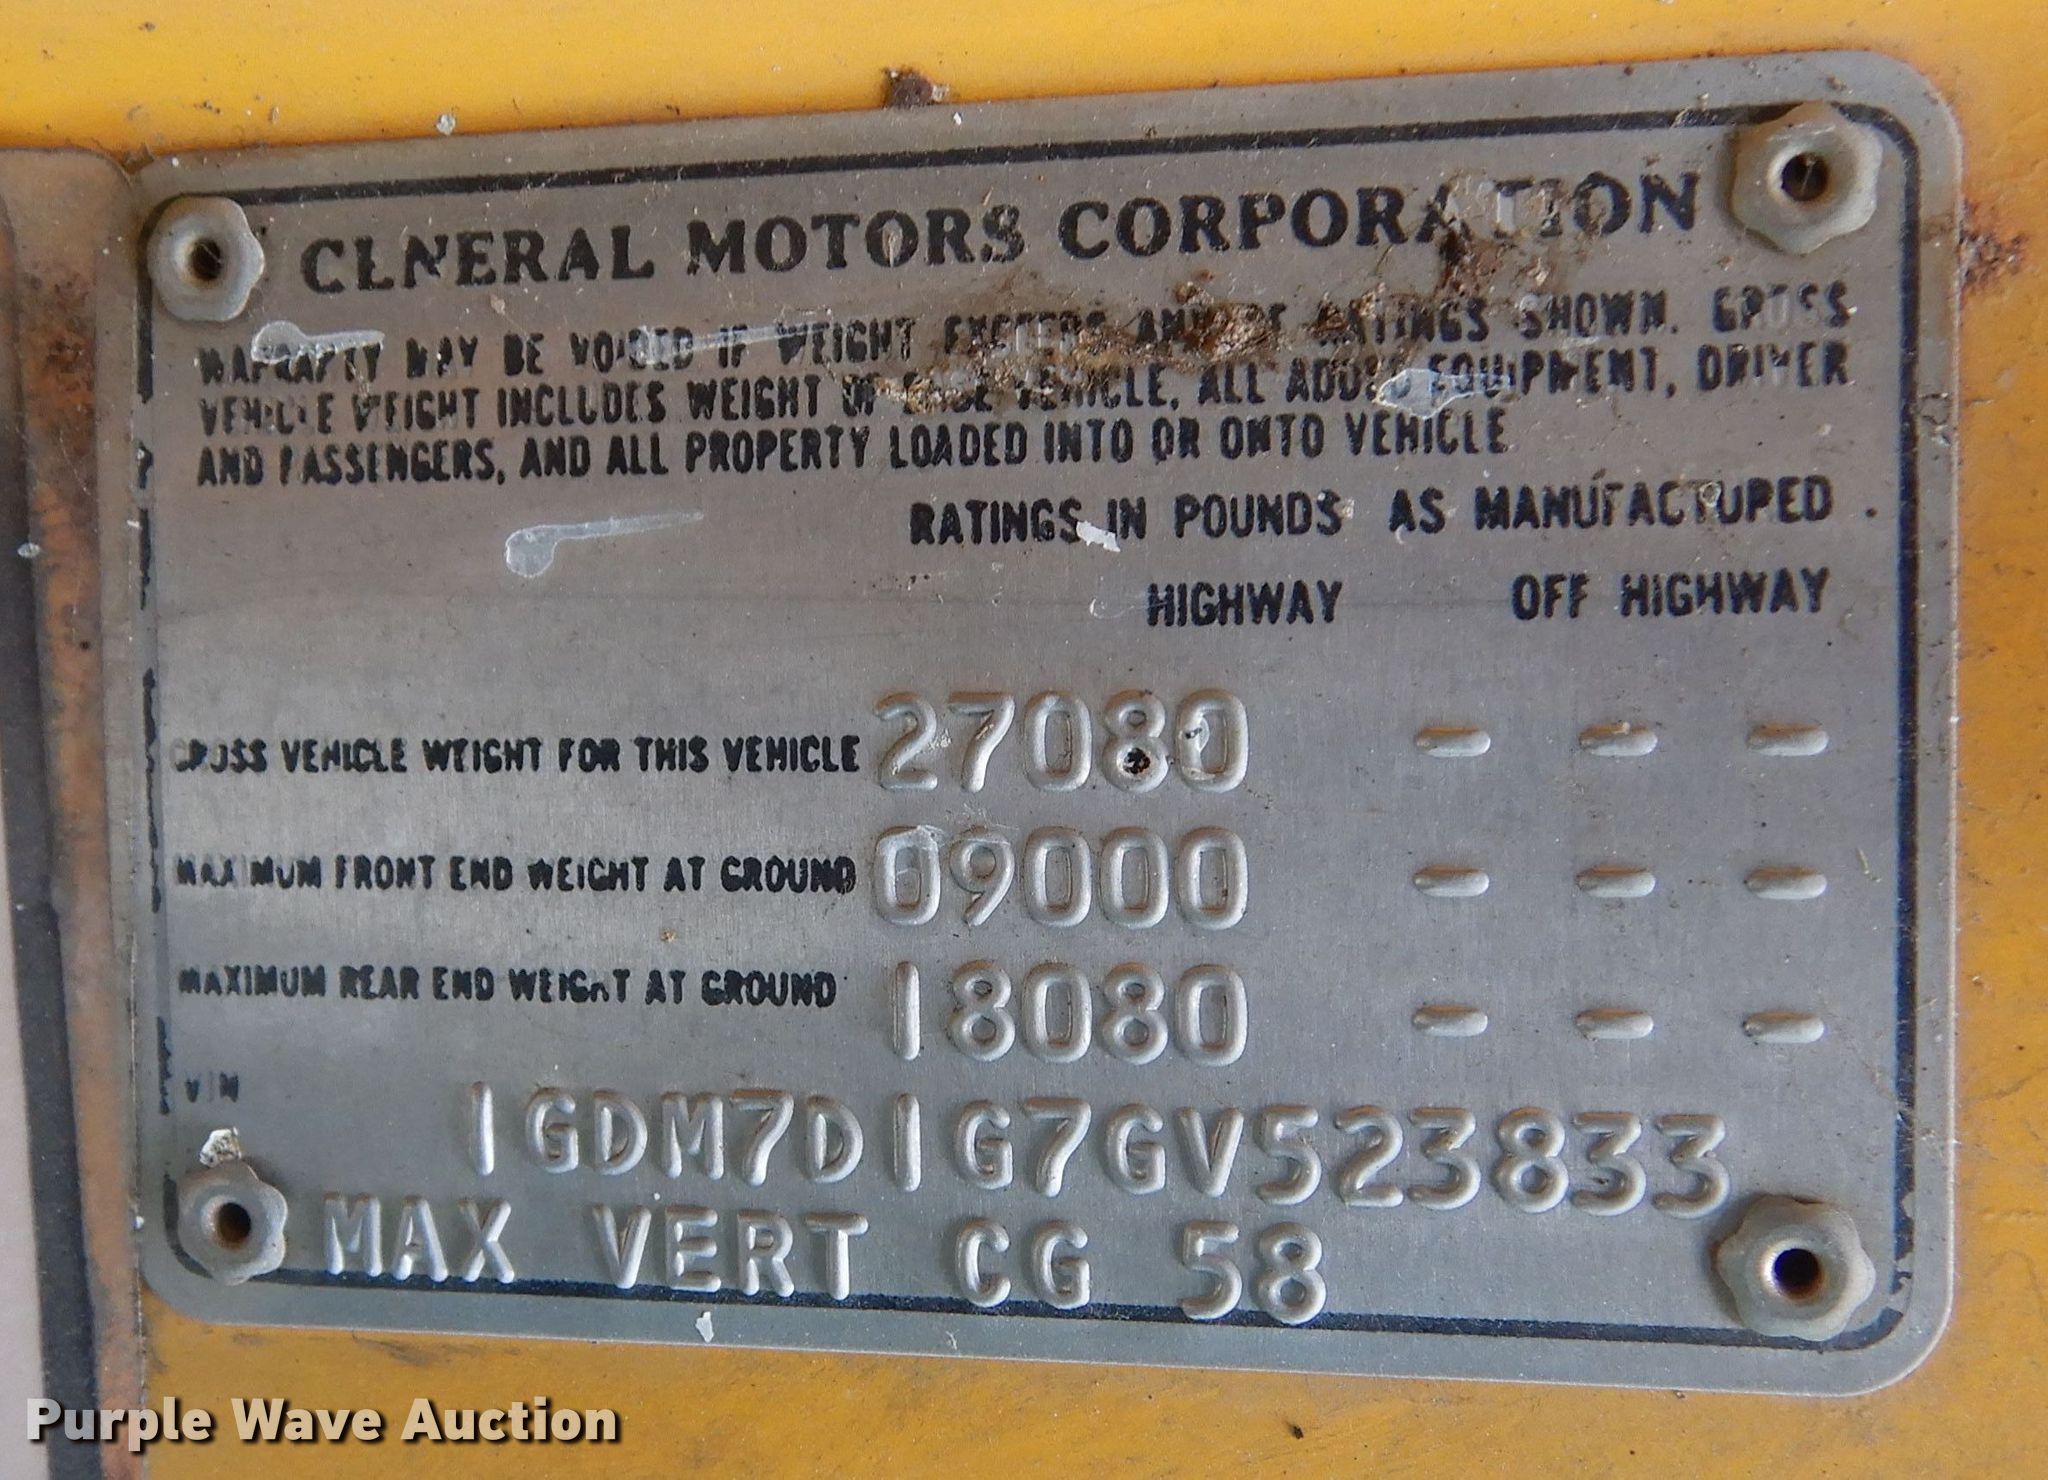 GENERAL MOTORS CORPORATION
WARRANTY MAY BE VOIDED IF WEIGHT EXCEEDS ANY OF RATINGS SHOWN. GROSS
VEHICLE WEIGHT INCLUDES WEIGHT OF BASE VEHICLE, ALL ADDED EQUIPMENT, DRIVER
AND PASSENGERS, AND ALL PROPERTY LOADED INTO OR ONTO VEHICLE
RATINGS IN POUNDS AS MANUFACTURED
HIGHWAY OFF HIGHWAY
GROSS VEHICLE WEIGHT FOR THIS VEHICLE 27080 - - -
MAXIMUM FRONT END WEIGHT AT GROUND 09000 - - -
MAXIMUM REAR END WEIGHT AT GROUND 18080 - - -
VIN
1GDM7D1G7GV523833
MAX VERT CG 58
Purple Wave Auction